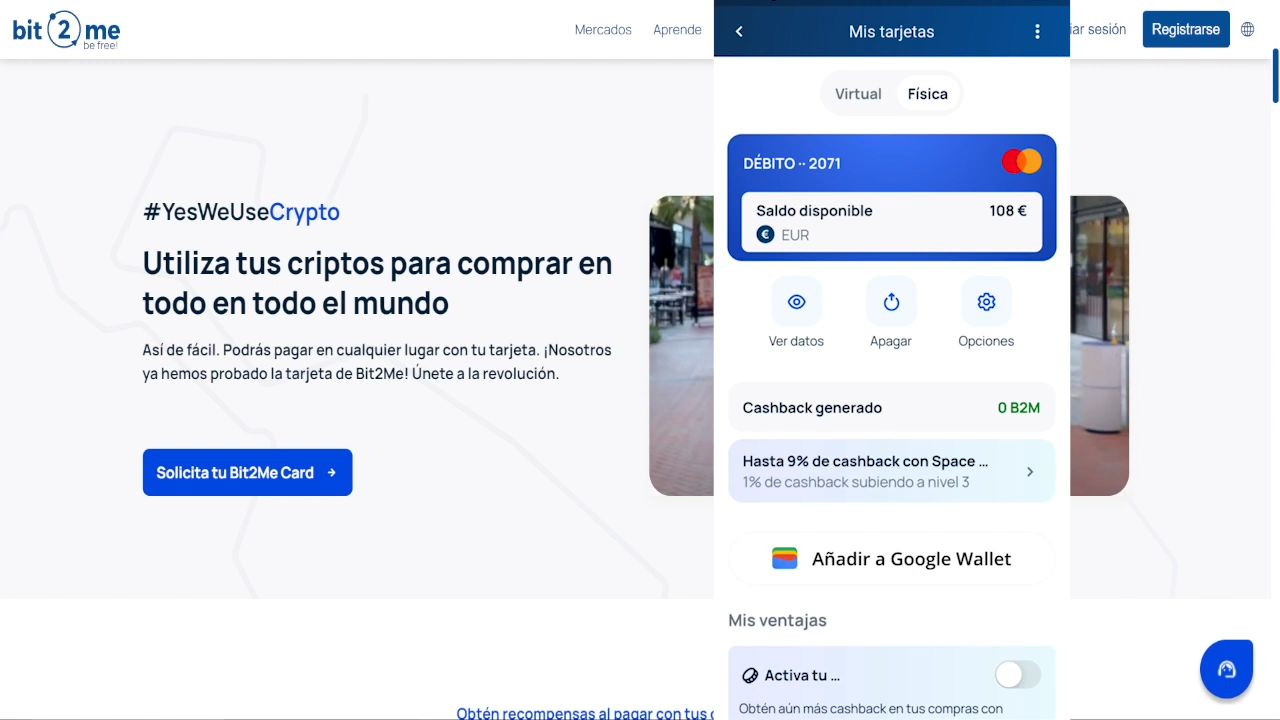 bit 2 me
be free!
Mercados
Aprende
iar sesión
Registrarse
#YesWeUseCrypto
Utiliza tus criptos para comprar en
todo en todo el mundo
Así de fácil. Podrás pagar en cualquier lugar con tu tarjeta. ¡Nosotros
ya hemos probado la tarjeta de Bit2Me! Únete a la revolución.
Solicita tu Bit2Me Card →
Obtén recompensas al pagar con tus c
Mis tarjetas
Virtual
Física
DÉBITO ·· 2071
Saldo disponible 108 €
€ EUR
Ver datos
Apagar
Opciones
Cashback generado 0 B2M
Hasta 9% de cashback con Space ...
1% de cashback subiendo a nivel 3
Añadir a Google Wallet
Mis ventajas
Activa tu ...
Obtén aún más cashback en tus compras con